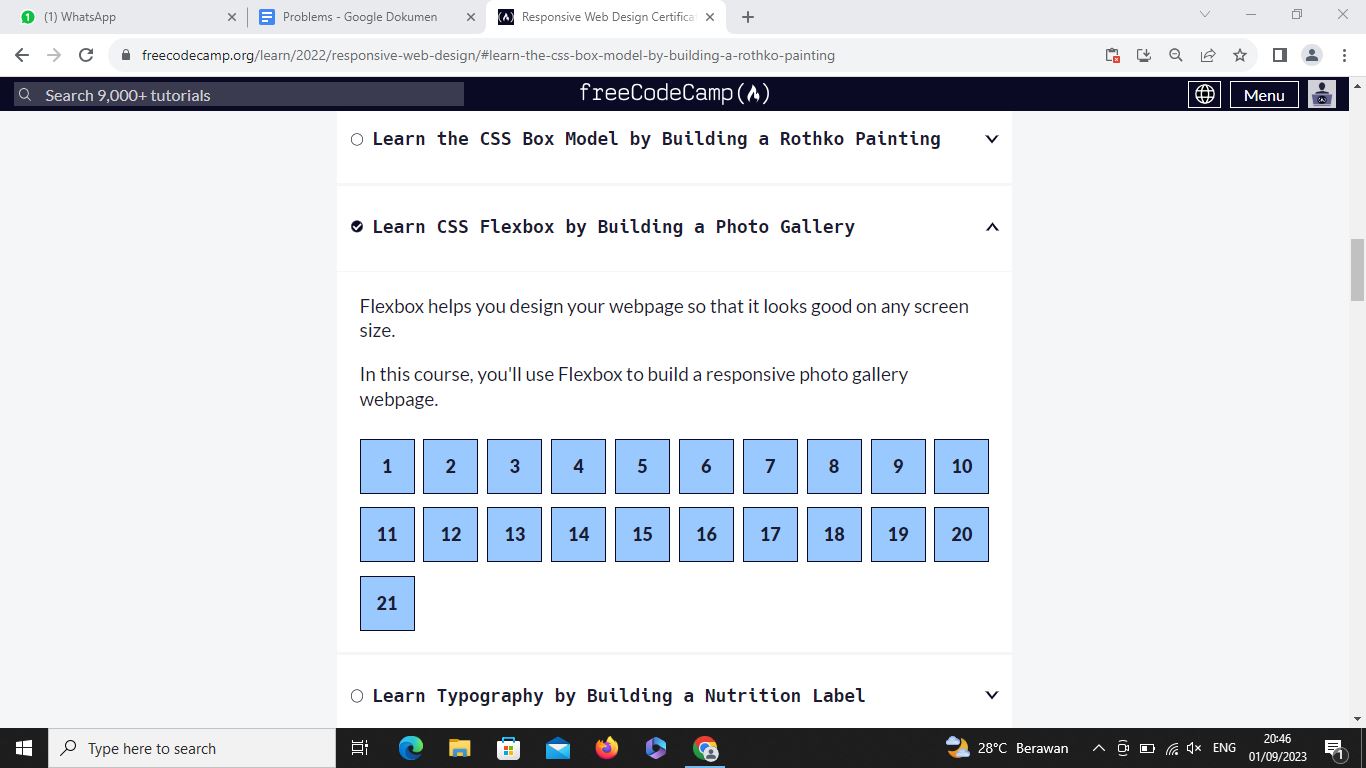 (1) WhatsApp
Problems - Google Dokumen
Responsive Web Design Certifica
freecodecamp.org/learn/2022/responsive-web-design/#learn-the-css-box-model-by-building-a-rothko-painting
Search 9,000+ tutorials
freeCodeCamp
Menu
Learn the CSS Box Model by Building a Rothko Painting
Learn CSS Flexbox by Building a Photo Gallery
Flexbox helps you design your webpage so that it looks good on any screen
size.
In this course, you'll use Flexbox to build a responsive photo gallery
webpage.
1 2 3 4 5 6 7 8 9 10
11 12 13 14 15 16 17 18 19 20
21
Learn Typography by Building a Nutrition Label
Type here to search
28°C Berawan
ENG
20:46
01/09/2023
1